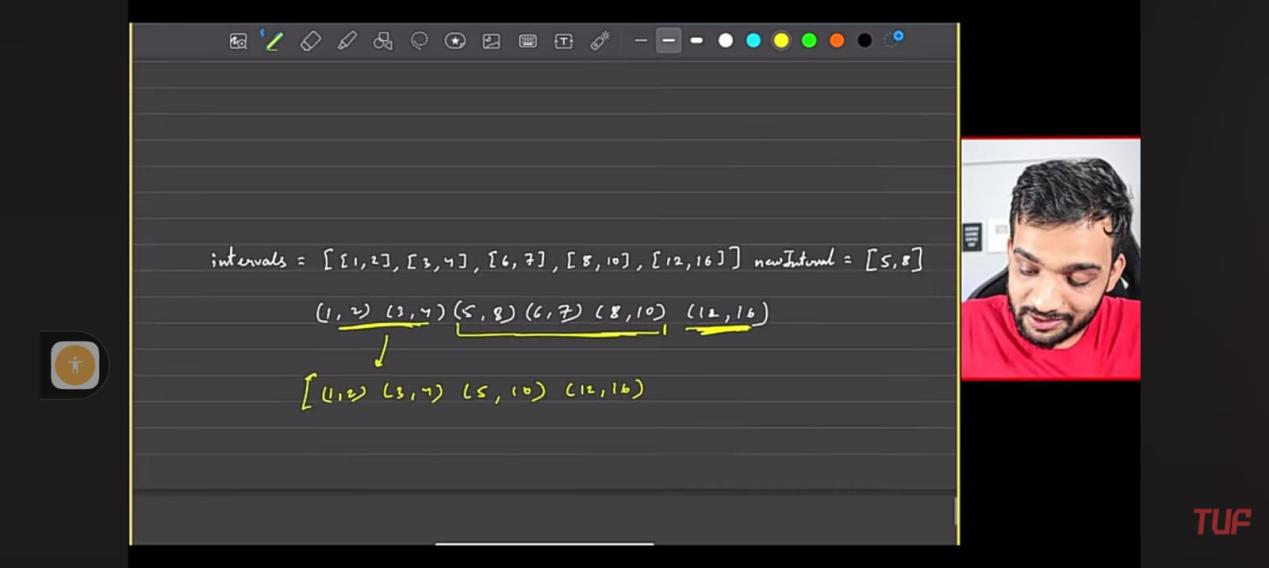 intervals = [[1,2], [3,4], [6,7], [8,10], [12,16]] newInterval = [5,8]
(1,2) (3,4) (5,8) (6,7) (8,10) (12,16)
[(1,2) (3,4) (5,10) (12,16)
TUF